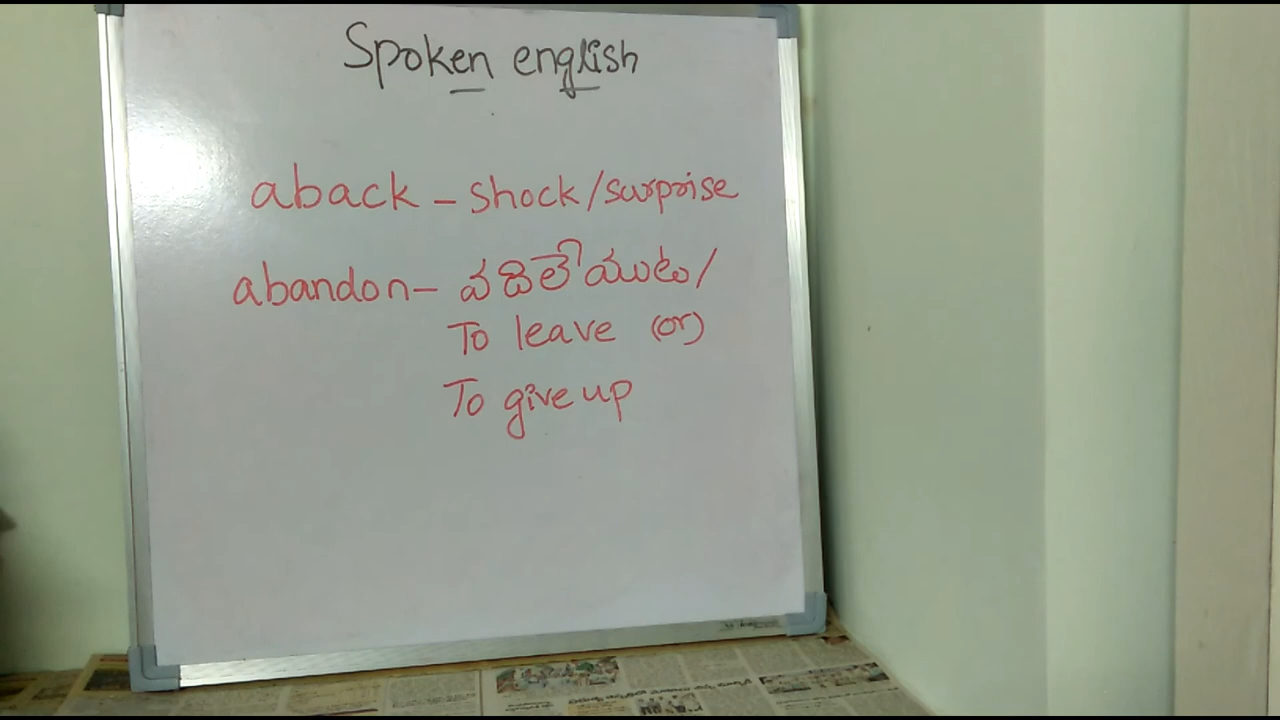 Spoken english
aback - shock/surprise
abandon - వదిలేయుట/
To leave (or)
To give up